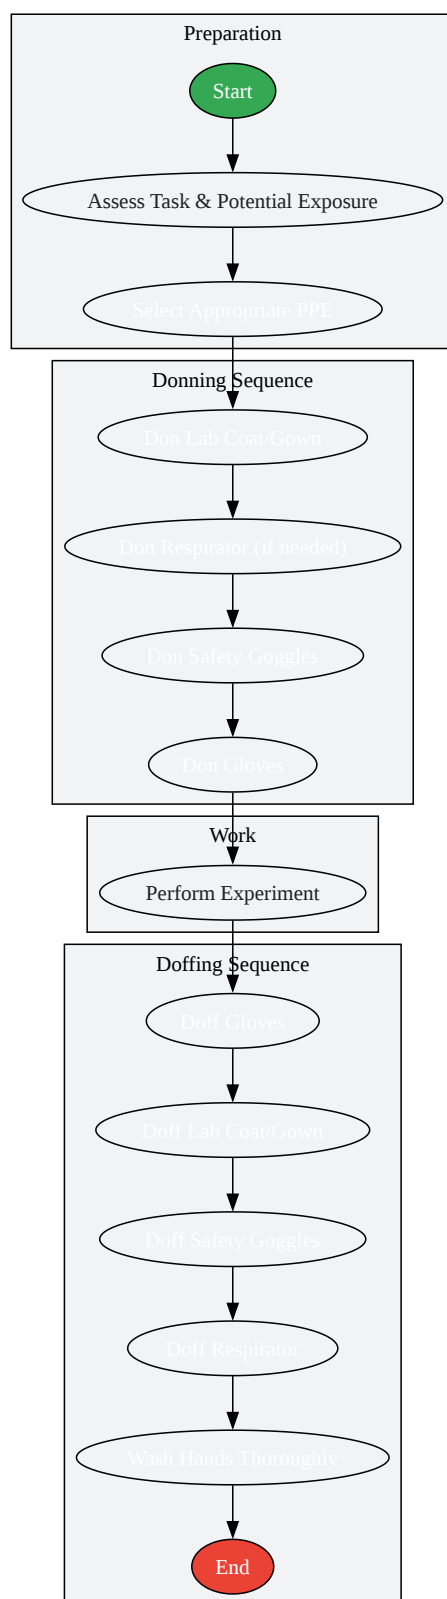 Preparation
Start
Assess Task & Potential Exposure
Select Appropriate PPE
Donning Sequence
Don Lab Coat/Gown
Don Respirator (if needed)
Don Safety Goggles
Don Gloves
Work
Perform Experiment
Doffing Sequence
Doff Gloves
Doff Lab Coat/Gown
Doff Safety Goggles
Doff Respirator
Wash Hands Thoroughly
End